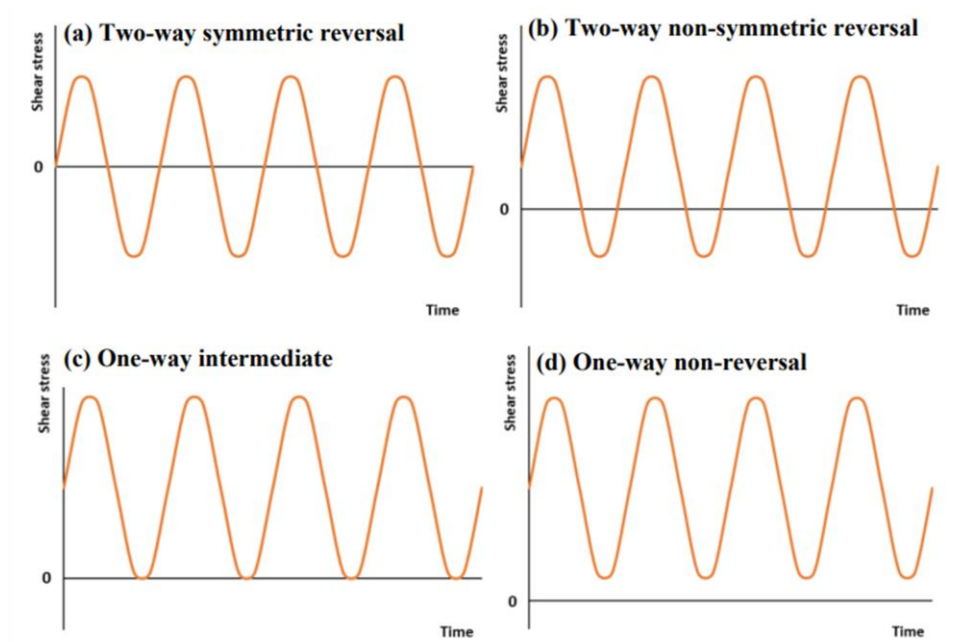 (a) Two-way symmetric reversal
Shear stress
0
Time
(b) Two-way non-symmetric reversal
Shear stress
0
Time
(c) One-way intermediate
Shear stress
0
Time
(d) One-way non-reversal
Shear stress
0
Time